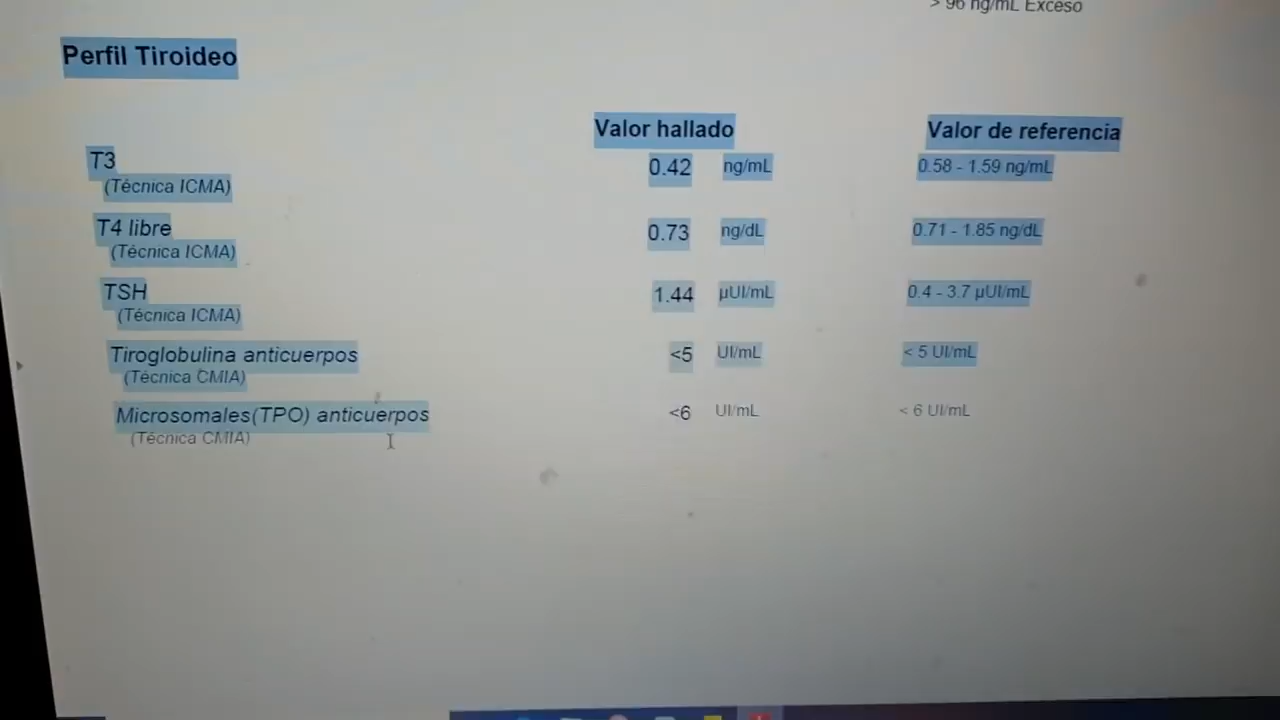 > 96 ng/mL Exceso
Perfil Tiroideo
Valor hallado Valor de referencia
T3 0.42 ng/mL 0.58 - 1.59 ng/mL
(Técnica ICMA)
T4 libre 0.73 ng/dL 0.71 - 1.85 ng/dL
(Técnica ICMA)
TSH 1.44 µUI/mL 0.4 - 3.7 µUI/mL
(Técnica ICMA)
Tiroglobulina anticuerpos <5 UI/mL < 5 UI/mL
(Técnica CMIA)
Microsomales(TPO) anticuerpos <6 UI/mL < 6 UI/mL
(Técnica CMIA)